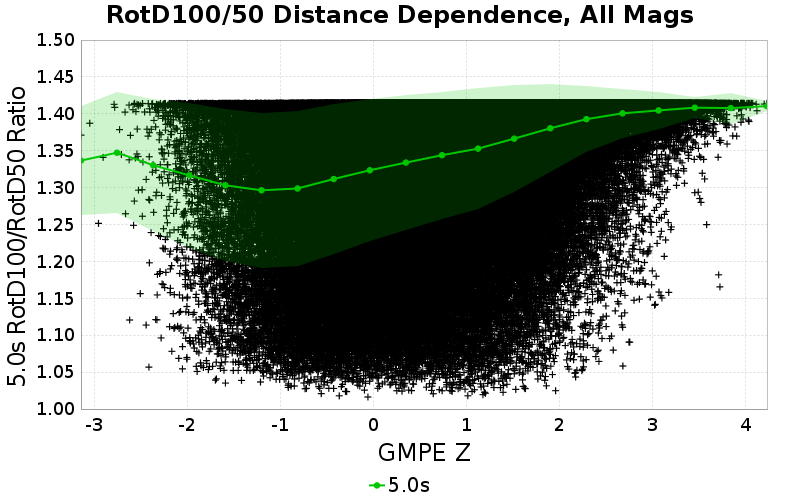 RotD100/50 Distance Dependence, All Mags
5.0s RotD100/RotD50 Ratio
1.50
1.45
1.40
1.35
1.30
1.25
1.20
1.15
1.10
1.05
1.00
-3 -2 -1 0 1 2 3 4
GMPE Z
5.0s